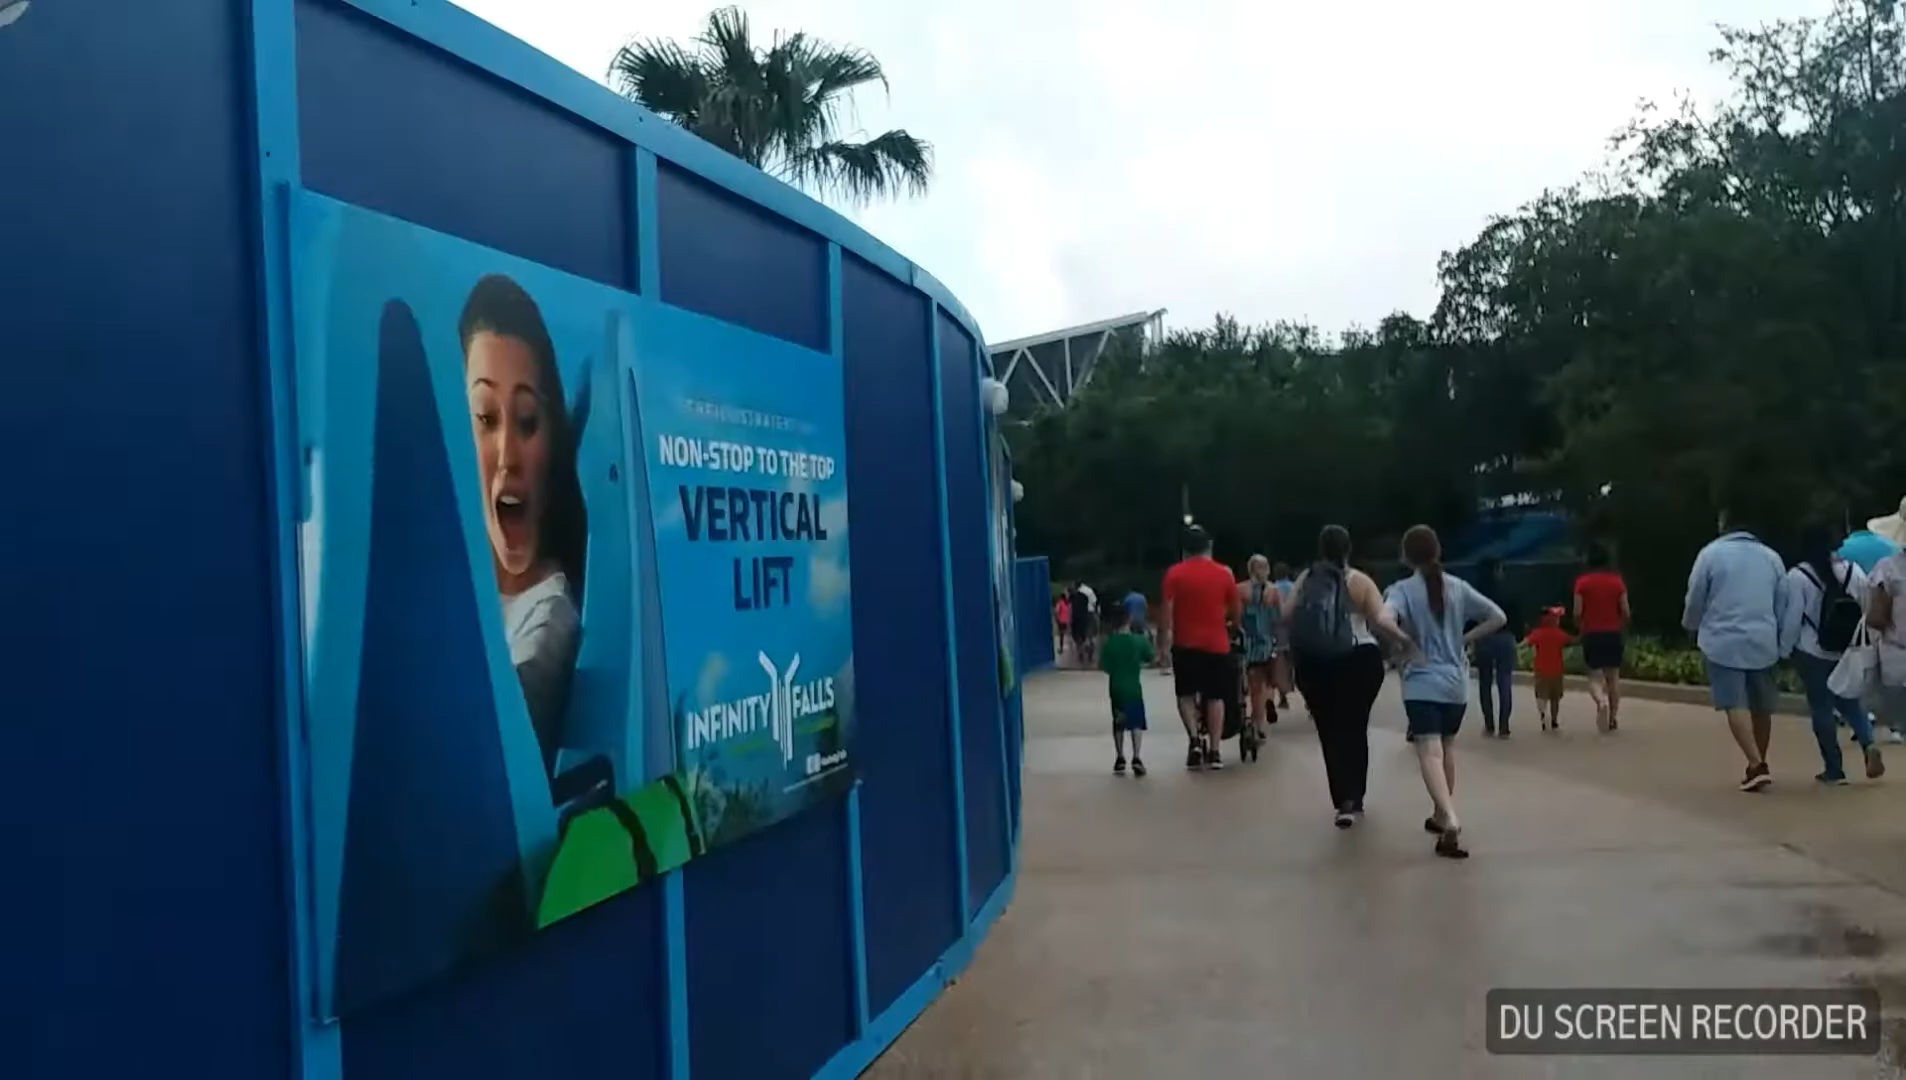 NON-STOP TO THE TOP
VERTICAL
LIFT
INFINITY FALLS
DU SCREEN RECORDER